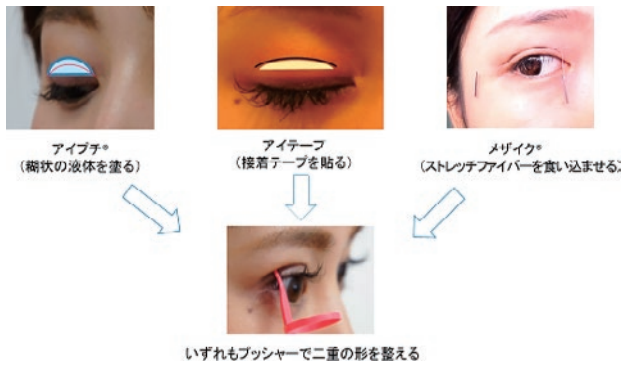 アイプチ®
(糊状の液体を塗る)
アイテープ
(接着テープを貼る)
メザイク®
(ストレッチファイバーを食い込ませる)
いずれもプッシャーで二重の形を整える